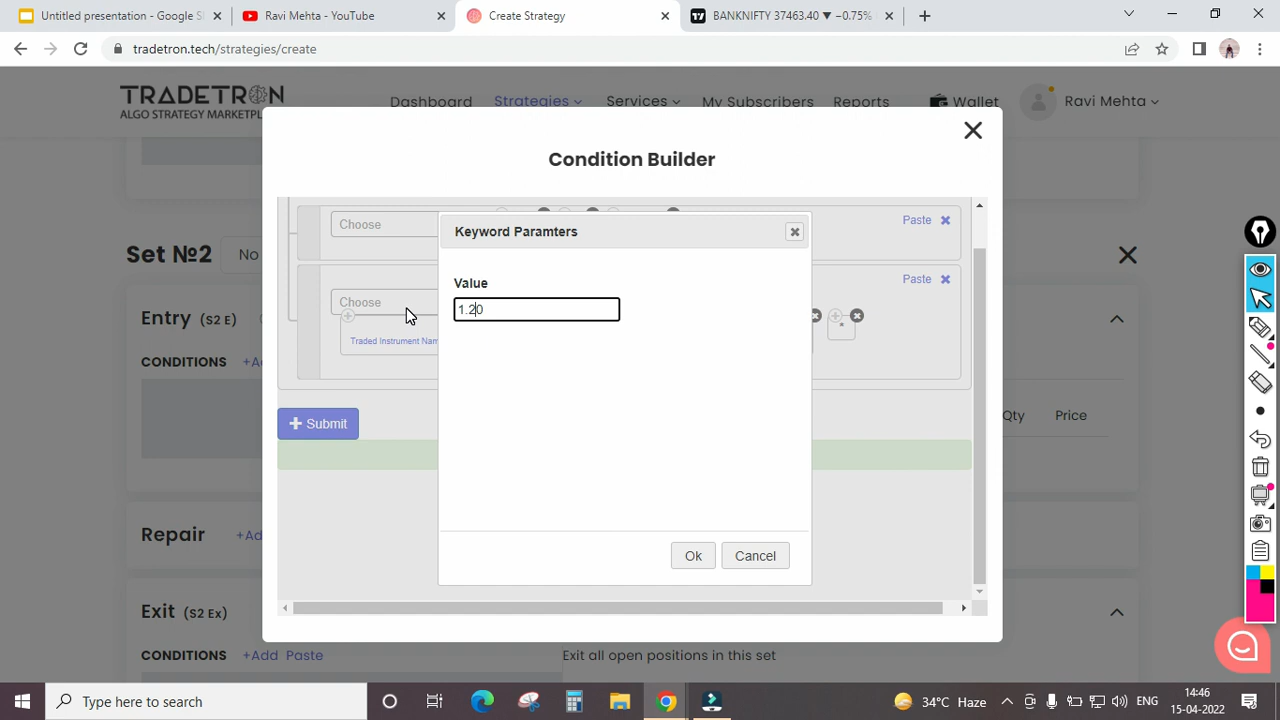 Untitled presentation - Google S
Ravi Mehta - YouTube
Create Strategy
BANKNIFTY 37463.40 ▼ −0.75%
tradetron.tech/strategies/create
TRADETRON
ALGO STRATEGY MARKETPL
Dashboard
Strategies
Services
My Subscribers
Reports
Wallet
Ravi Mehta
Condition Builder
Choose
Paste
Keyword Paramters
Set №2
No
Value
1.20
Choose
Paste
Entry (S2 E)
Traded Instrument Nam
CONDITIONS
+A
Qty
Price
Submit
Repair
+Ad
Ok
Cancel
Exit (S2 Ex)
CONDITIONS
+Add
Paste
Exit all open positions in this set
Type here to search
34°C Haze
ENG
14:46
15-04-2022